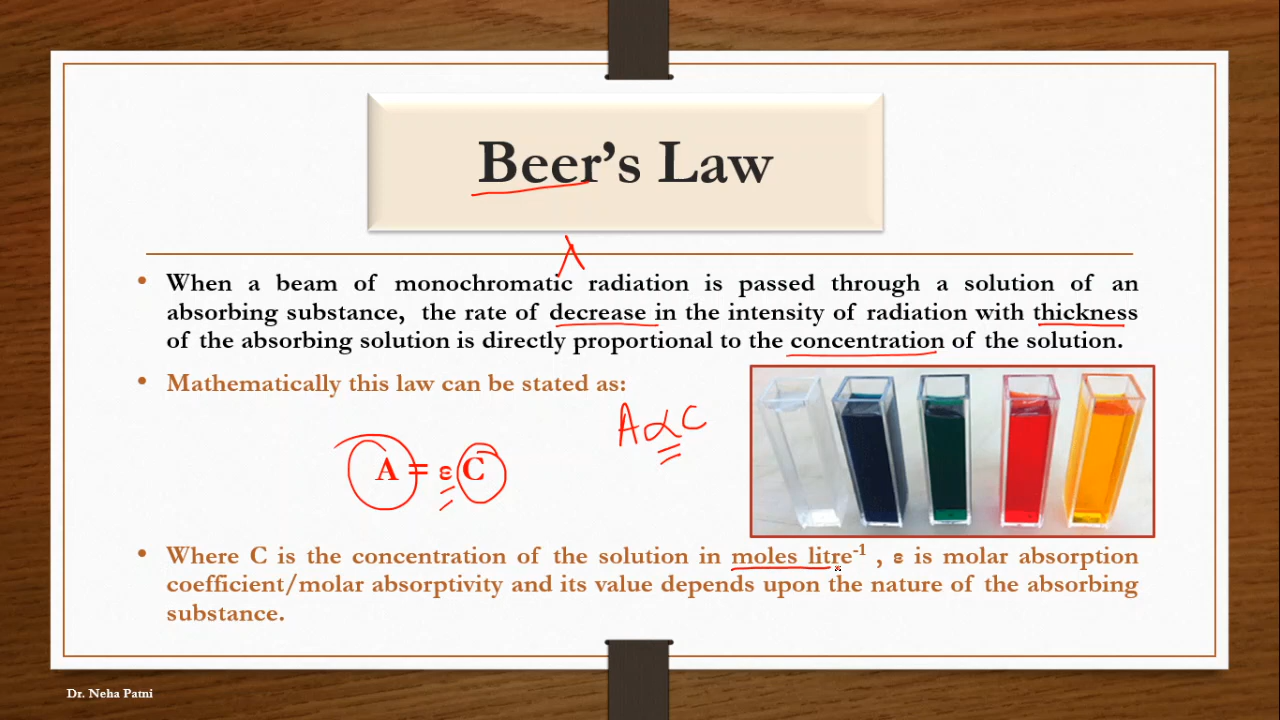 Beer's Law
λ
When a beam of monochromatic radiation is passed through a solution of an
absorbing substance, the rate of decrease in the intensity of radiation with thickness
of the absorbing solution is directly proportional to the concentration of the solution.
Mathematically this law can be stated as:
A ∝ C
A = ε C
Where C is the concentration of the solution in moles litre⁻¹ , ε is molar absorption
coefficient/molar absorptivity and its value depends upon the nature of the absorbing
substance.
Dr. Neha Patni